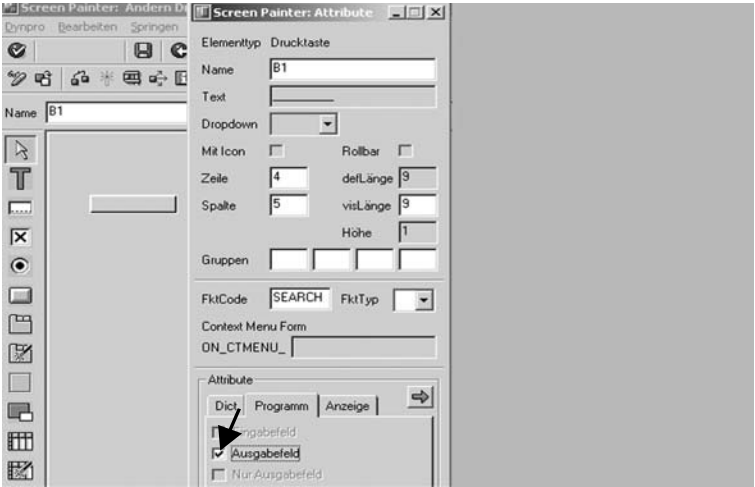 Screen Painter: Ändern D
Dynpro Bearbeiten Springen
Name B1
Screen Painter: Attribute
Elementtyp Drucktaste
Name B1
Text
Dropdown
Mit Icon Rollbar
Zeile 4 defLänge 9
Spalte 5 visLänge 9
Höhe 1
Gruppen
FktCode SEARCH FktTyp
Context Menu Form
ON_CTMENU_
Attribute
Dict. Programm Anzeige
Eingabefeld
Ausgabefeld
Nur Ausgabefeld